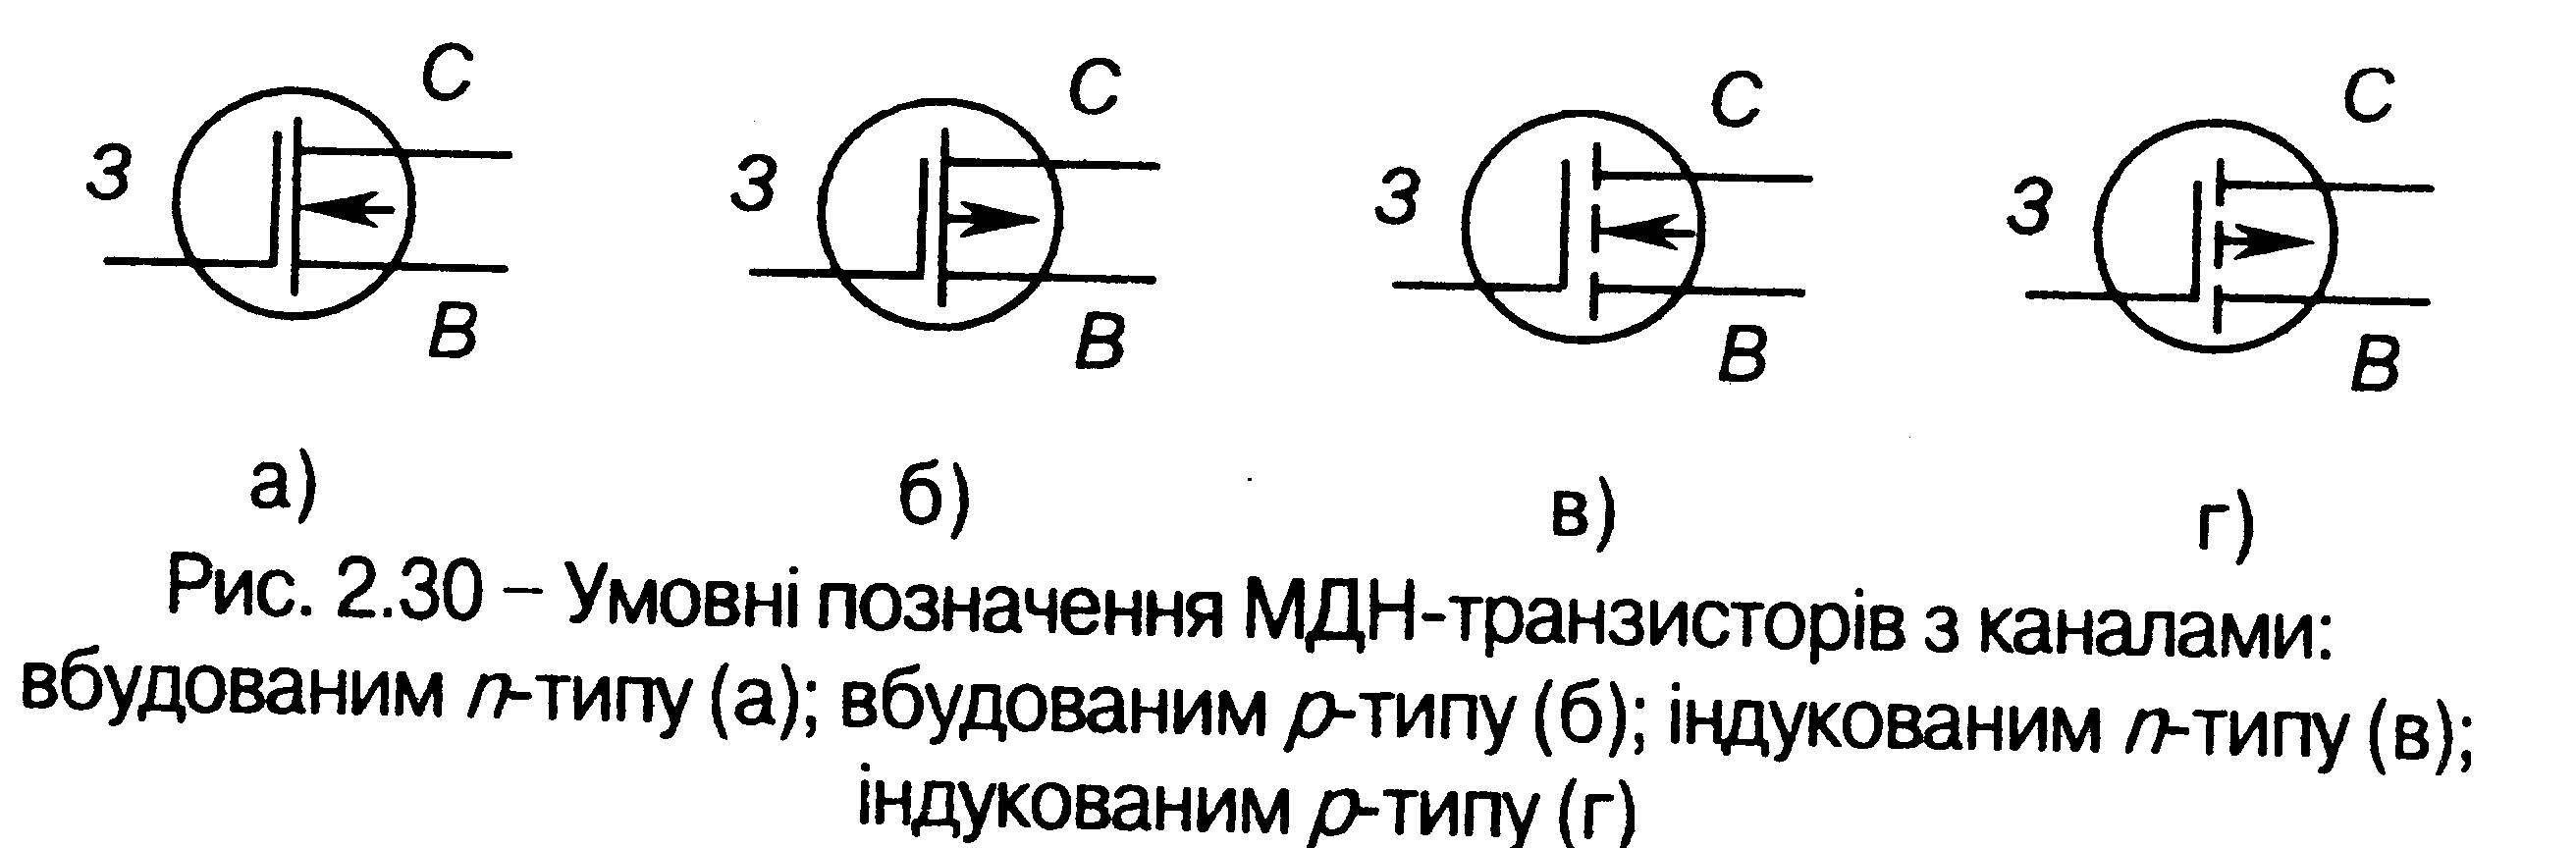 С С С С
З З З З
В В В В
а) б) в) г)
Рис. 2.30 – Умовні позначення МДН-транзисторів з каналами:
вбудованим n-типу (а); вбудованим p-типу (б); індукованим n-типу (в);
індукованим p-типу (г)